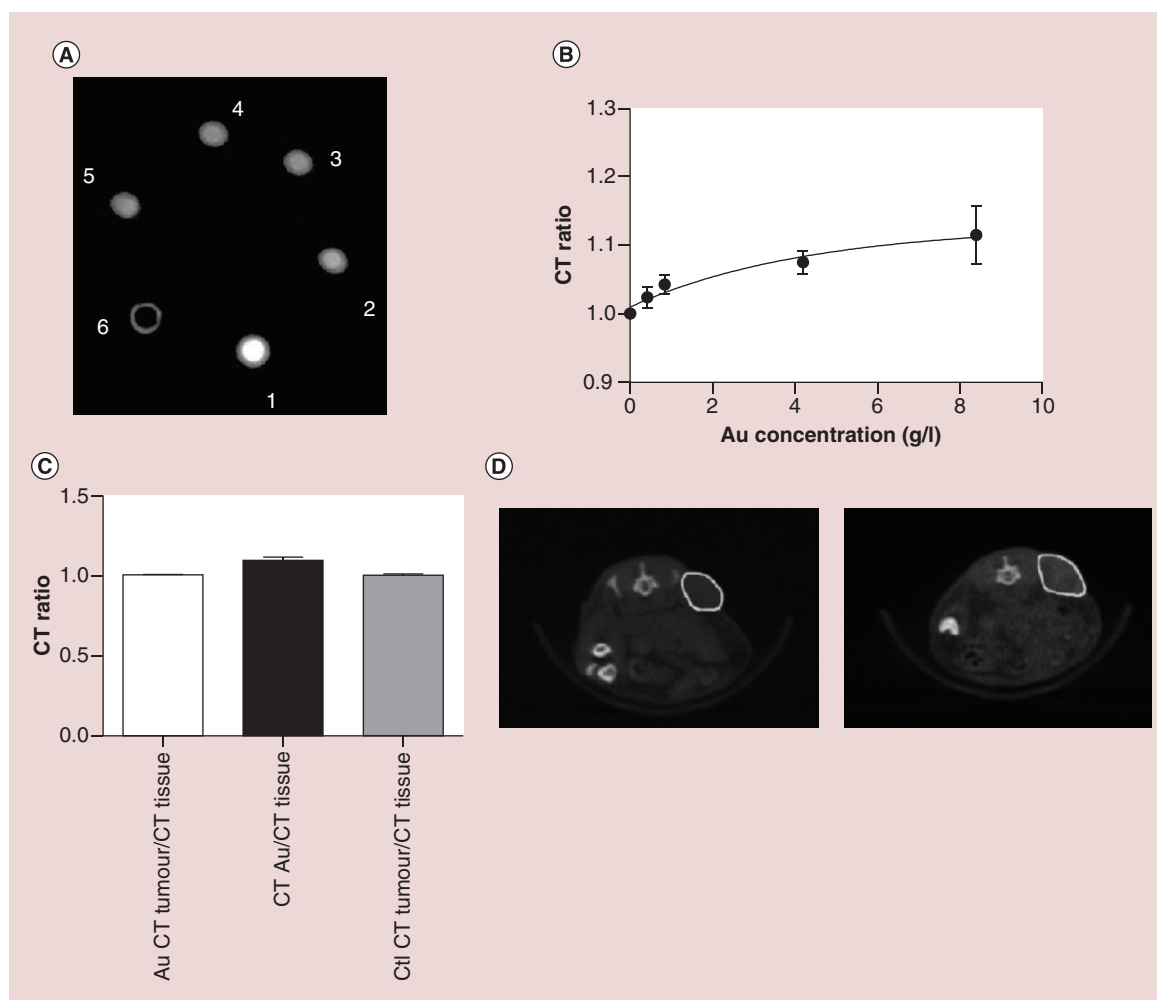 A
4
3
5
2
6
1
B
1.3
1.2
1.1
1.0
0.9
CT ratio
0 2 4 6 8 10
Au concentration (g/l)
C
1.5
1.0
0.5
0.0
CT ratio
Au CT tumour/CT tissue
CT Au/CT tissue
Ctl CT tumour/CT tissue
D